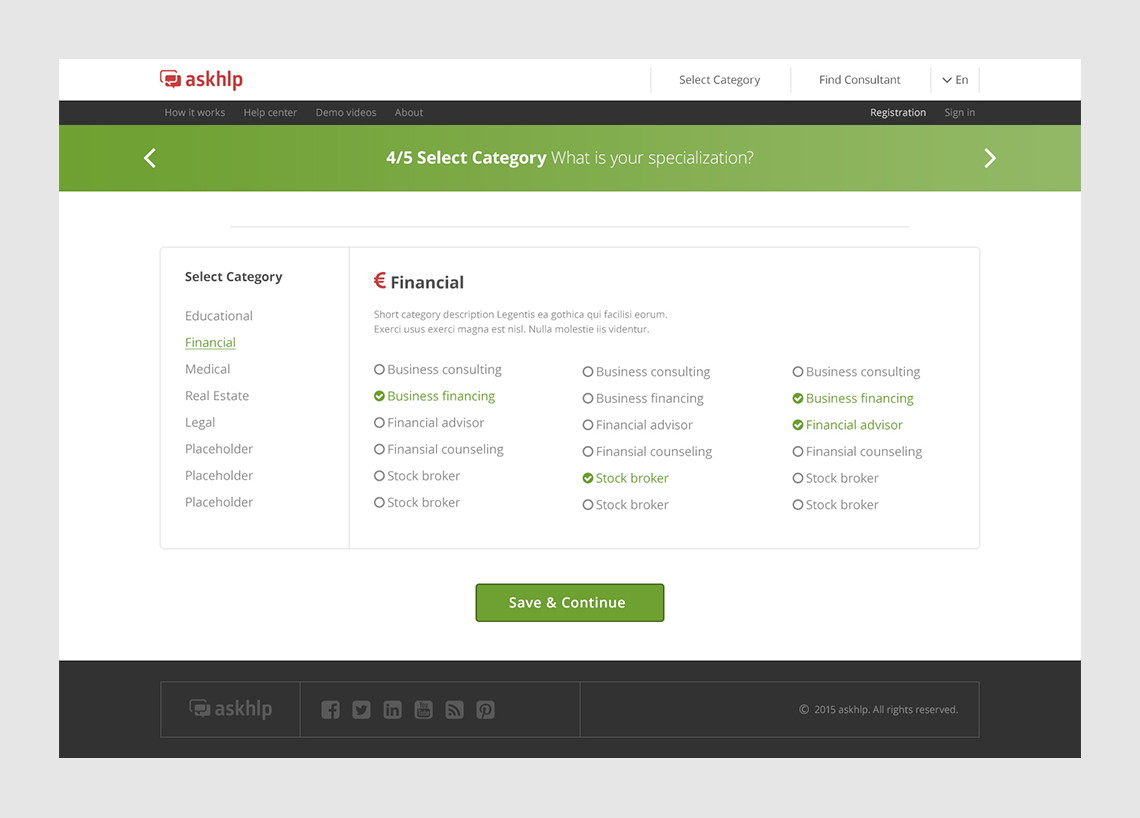 askhlp
Select Category
Find Consultant
En
How it works
Help center
Demo videos
About
Registration
Sign in
4/5 Select Category What is your specialization?
Select Category
Educational
Financial
Medical
Real Estate
Legal
Placeholder
Placeholder
Placeholder
€ Financial
Short category description Legentis ea gothica qui facilisi eorum.
Exerci usus exerci magna est nisl. Nulla molestie iis videntur.
Business consulting
Business financing
Financial advisor
Finansial counseling
Stock broker
Stock broker
Business consulting
Business financing
Financial advisor
Finansial counseling
Stock broker
Stock broker
Business consulting
Business financing
Financial advisor
Finansial counseling
Stock broker
Stock broker
Save & Continue
askhlp
© 2015 askhlp. All rights reserved.